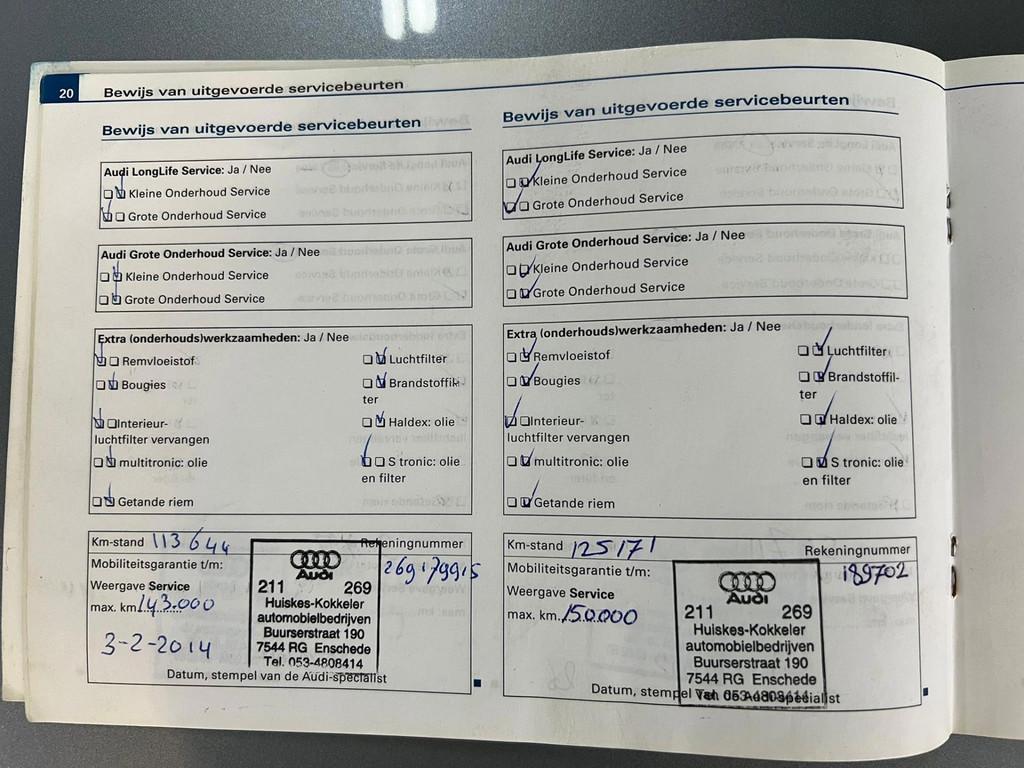 20
Bewijs van uitgevoerde servicebeurten
Bewijs van uitgevoerde servicebeurten
Audi LongLife Service: Ja / Nee
Kleine Onderhoud Service
Grote Onderhoud Service
Audi Grote Onderhoud Service: Ja / Nee
Kleine Onderhoud Service
Grote Onderhoud Service
Extra (onderhouds)werkzaamheden: Ja / Nee
Remvloeistof
Luchtfilter
Bougies
Brandstoffil-
ter
Interieur-
luchtfilter vervangen
Haldex: olie
multitronic: olie
S tronic: olie
en filter
Getande riem
Km-stand 113644
Rekeningnummer
Mobiliteitsgarantie t/m:
Weergave Service
max. km. 143.000
3-2-2014
Audi
211 269
Huiskes-Kokkeler
automobielbedrijven
Buurserstraat 190
7544 RG Enschede
Tel. 053-4808414
Datum, stempel van de Audi-specialist
Bewijs van uitgevoerde servicebeurten
Audi LongLife Service: Ja / Nee
Kleine Onderhoud Service
Grote Onderhoud Service
Audi Grote Onderhoud Service: Ja / Nee
Kleine Onderhoud Service
Grote Onderhoud Service
Extra (onderhouds)werkzaamheden: Ja / Nee
Remvloeistof
Luchtfilter
Bougies
Brandstoffil-
ter
Interieur-
luchtfilter vervangen
Haldex: olie
multitronic: olie
S tronic: olie
en filter
Getande riem
Km-stand 125171
Rekeningnummer
189702
Mobiliteitsgarantie t/m:
Weergave Service
max. km. 150.000
Audi
211 269
Huiskes-Kokkeler
automobielbedrijven
Buurserstraat 190
7544 RG Enschede
Tel. 053-4808414
Datum, stempel van de Audi-specialist